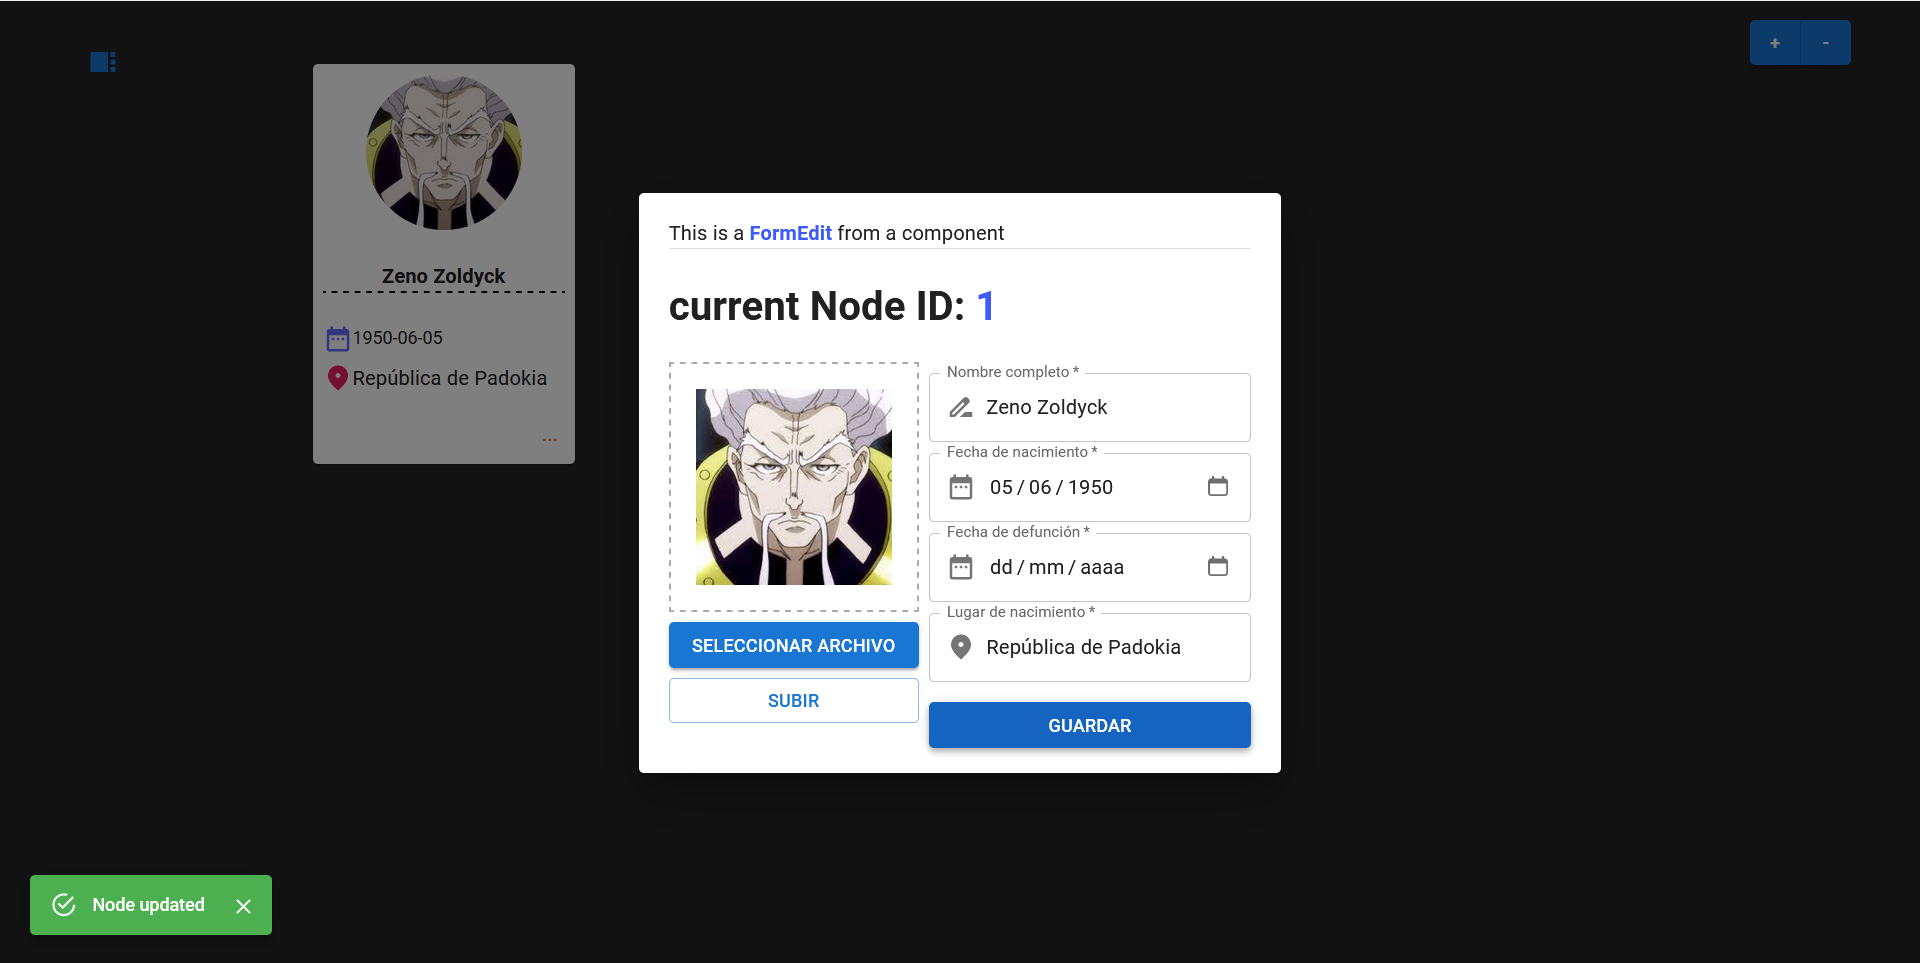 + -
Zeno Zoldyck
1950-06-05
República de Padokia
...
This is a FormEdit from a component
current Node ID: 1
Nombre completo *
Zeno Zoldyck
Fecha de nacimiento *
05 / 06 / 1950
Fecha de defunción *
dd / mm / aaaa
Lugar de nacimiento *
República de Padokia
SELECCIONAR ARCHIVO
SUBIR
GUARDAR
Node updated